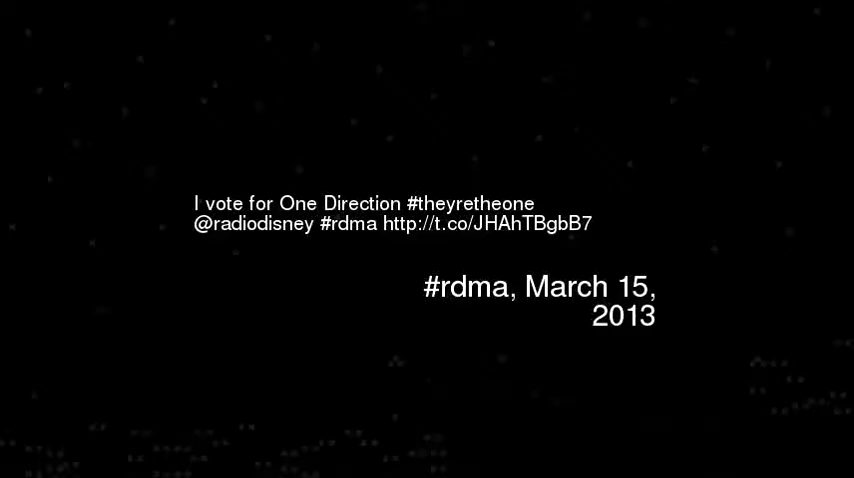 I vote for One Direction #theyretheone
@radiodisney #rdma http://t.co/JHAhTBgbB7
#rdma, March 15,
2013